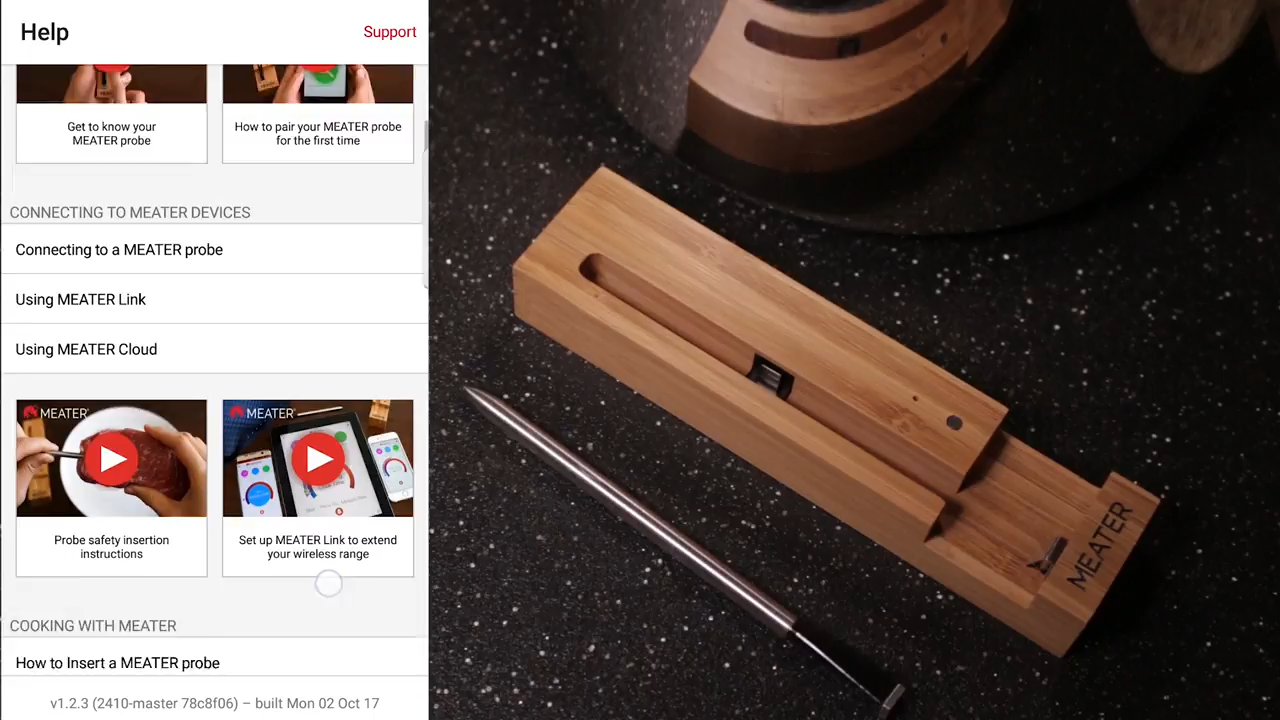 Help
Support
Get to know your
MEATER probe
How to pair your MEATER probe
for the first time
CONNECTING TO MEATER DEVICES
Connecting to a MEATER probe
Using MEATER Link
Using MEATER Cloud
MEATER
MEATER
Probe safety insertion
instructions
Set up MEATER Link to extend
your wireless range
COOKING WITH MEATER
How to Insert a MEATER probe
v1.2.3 (2410-master 78c8f06) – built Mon 02 Oct 17
MEATER